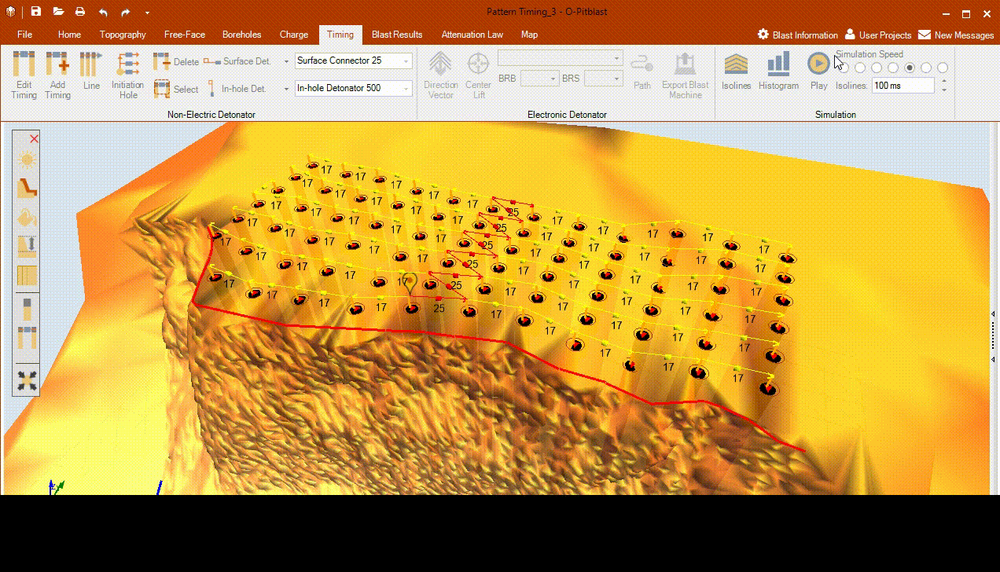 Pattern Timing_3 - O-Pitblast
File Home Topography Free-Face Boreholes Charge Timing Blast Results Attenuation Law Map Blast Information User Projects New Messages
Edit Timing
Add Timing
Line
Initiation Hole
Delete
Select
Surface Det.
In-hole Det.
Surface Connector 25
In-hole Detonator 500
Non-Electric Detonator
Direction Vector
Center Lift
BRB
BRS
Path
Export Blast Machine
Electronic Detonator
Isolines
Histogram
Play
Simulation Speed
Isolines: 100 ms
Simulation
17 17 17 17 17 25 17 17 17 17
17 17 17 17 17 25 17 17 17 17
17 17 17 17 17 25 17 17 17 17
17 17 17 17 17 25 17 17 17 17
17 17 17 17 17 25 17 17 17 17
17 17 17 17 25 17 17 17 17 17